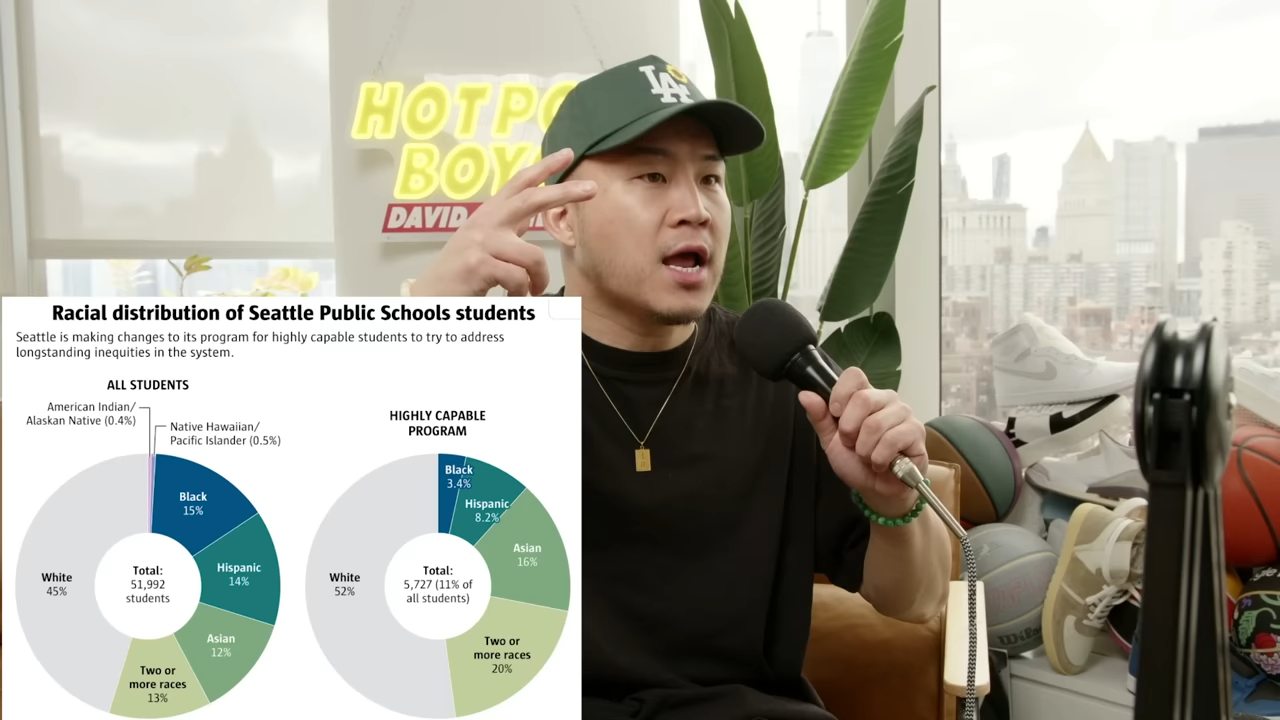 HOT PO
BOY
DAVID
LA
Racial distribution of Seattle Public Schools students
Seattle is making changes to its program for highly capable students to try to address
longstanding inequities in the system.
ALL STUDENTS
American Indian/
Alaskan Native (0.4%)
Native Hawaiian/
Pacific Islander (0.5%)
Black
15%
Hispanic
14%
Asian
12%
Two or
more races
13%
White
45%
Total:
51,992
students
HIGHLY CAPABLE
PROGRAM
Black
3.4%
Hispanic
8.2%
Asian
16%
Two or
more races
20%
White
52%
Total:
5,727 (11% of
all students)
Wilson